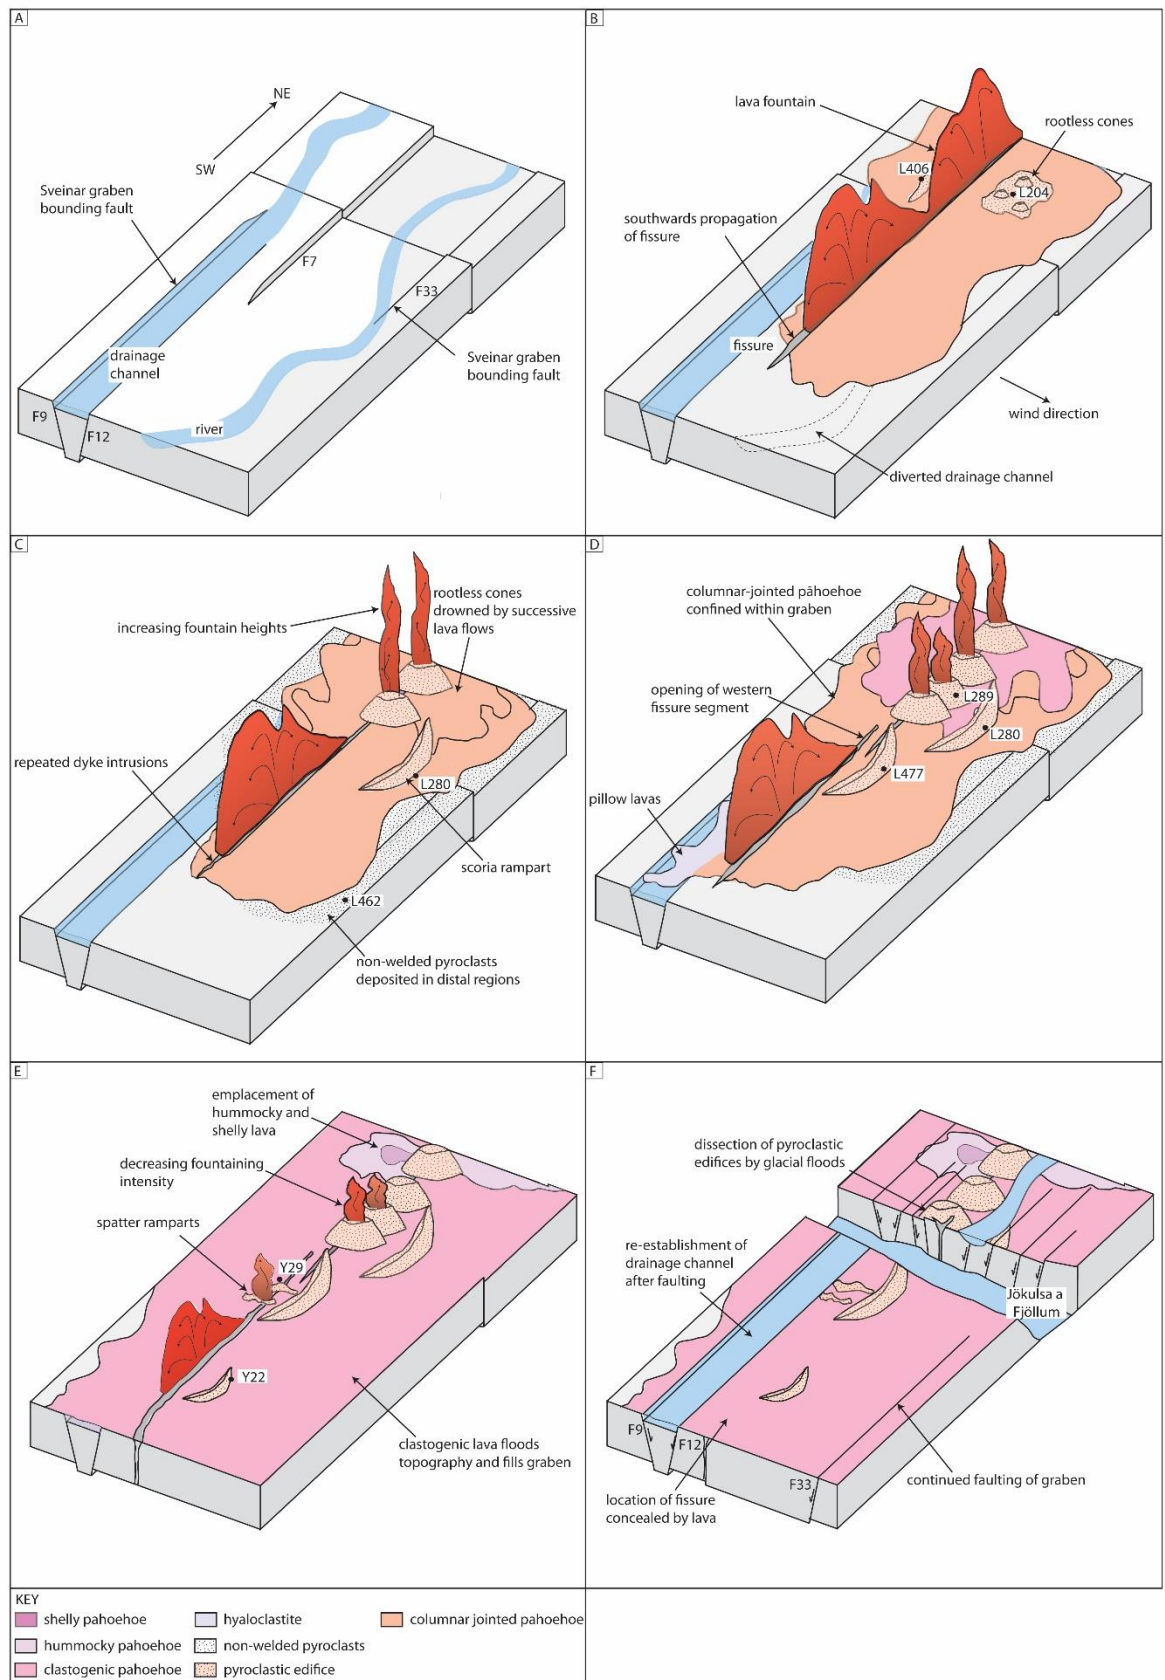 A
NE
SW
Sveinar graben
bounding fault
F7
F33
drainage
channel
Sveinar graben
bounding fault
F9
F12
river
B
lava fountain
rootless cones
L406
L204
southwards propagation
of fissure
fissure
wind direction
diverted drainage channel
C
rootless cones
drowned by successive
lava flows
increasing fountain heights
repeated dyke intrusions
L280
scoria rampart
L462
non-welded pyroclasts
deposited in distal regions
D
columnar-jointed pāhoehoe
confined within graben
opening of western
fissure segment
L289
L280
L477
pillow lavas
E
emplacement of
hummocky and
shelly lava
decreasing fountaining
intensity
spatter ramparts
Y29
Y22
clastogenic lava floods
topography and fills graben
F
dissection of pyroclastic
edifices by glacial floods
re-establishment of
drainage channel
after faulting
Jökulsa a
Fjöllum
F9
F12
F33
location of fissure
concealed by lava
continued faulting of graben
KEY
shelly pahoehoe
hyaloclastite
columnar jointed pahoehoe
hummocky pahoehoe
non-welded pyroclasts
clastogenic pahoehoe
pyroclastic edifice